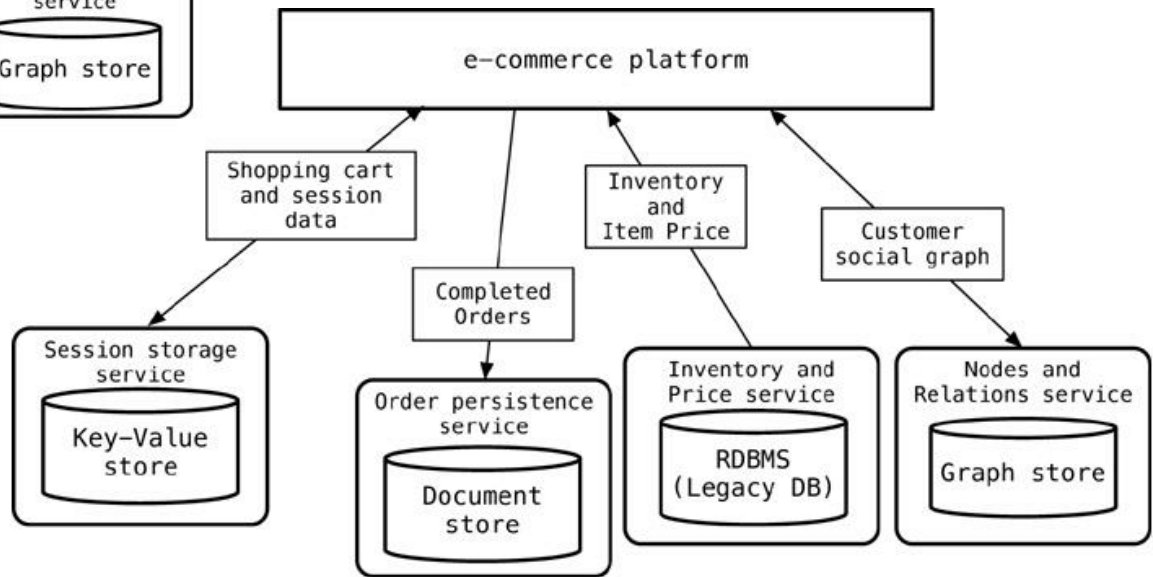 service
Graph store
e-commerce platform
Shopping cart
and session
data
Inventory
and
Item Price
Customer
social graph
Completed
Orders
Session storage
service
Key-Value
store
Order persistence
service
Document
store
Inventory and
Price service
RDBMS
(Legacy DB)
Nodes and
Relations service
Graph store